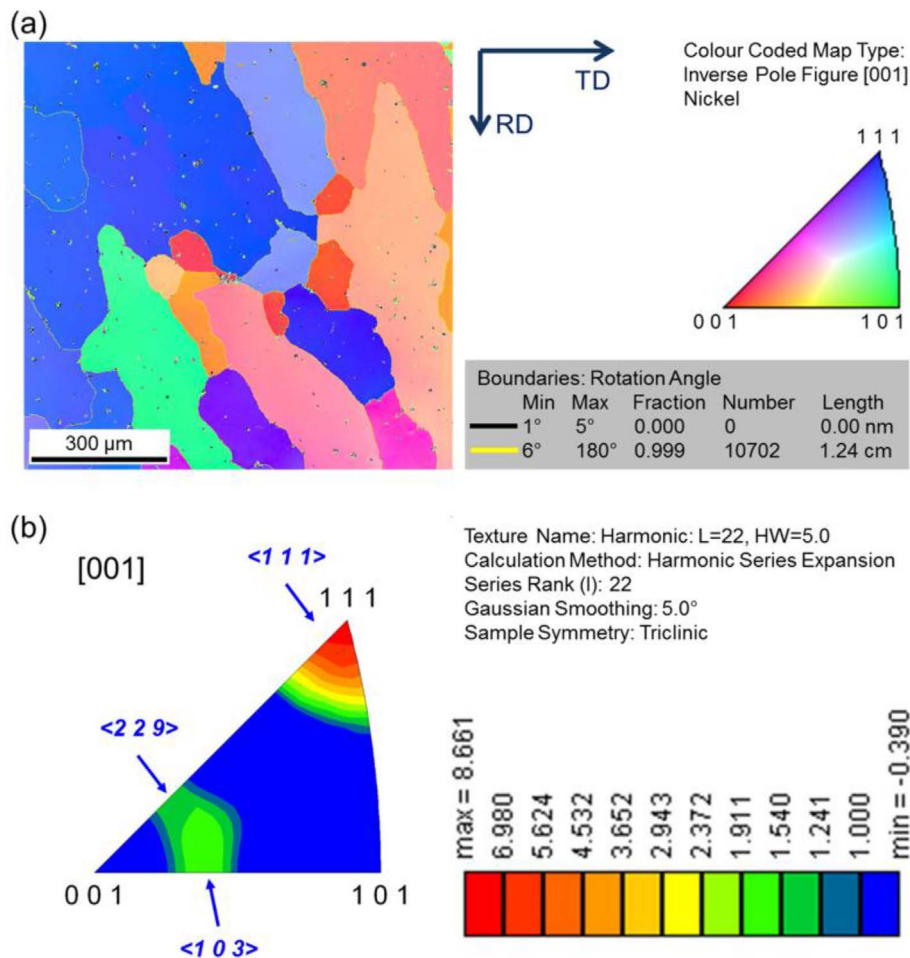 (a)
TD
RD
Colour Coded Map Type:
Inverse Pole Figure [001]
Nickel
1 1 1
0 0 1
1 0 1
300 µm
Boundaries: Rotation Angle
Min Max Fraction Number Length
1° 5° 0.000 0 0.00 nm
6° 180° 0.999 10702 1.24 cm
(b)
[001]
<1 1 1>
1 1 1
<2 2 9>
0 0 1
1 0 1
<1 0 3>
Texture Name: Harmonic: L=22, HW=5.0
Calculation Method: Harmonic Series Expansion
Series Rank (l): 22
Gaussian Smoothing: 5.0°
Sample Symmetry: Triclinic
max = 8.661
6.980
5.624
4.532
3.652
2.943
2.372
1.911
1.540
1.241
1.000
min = -0.390